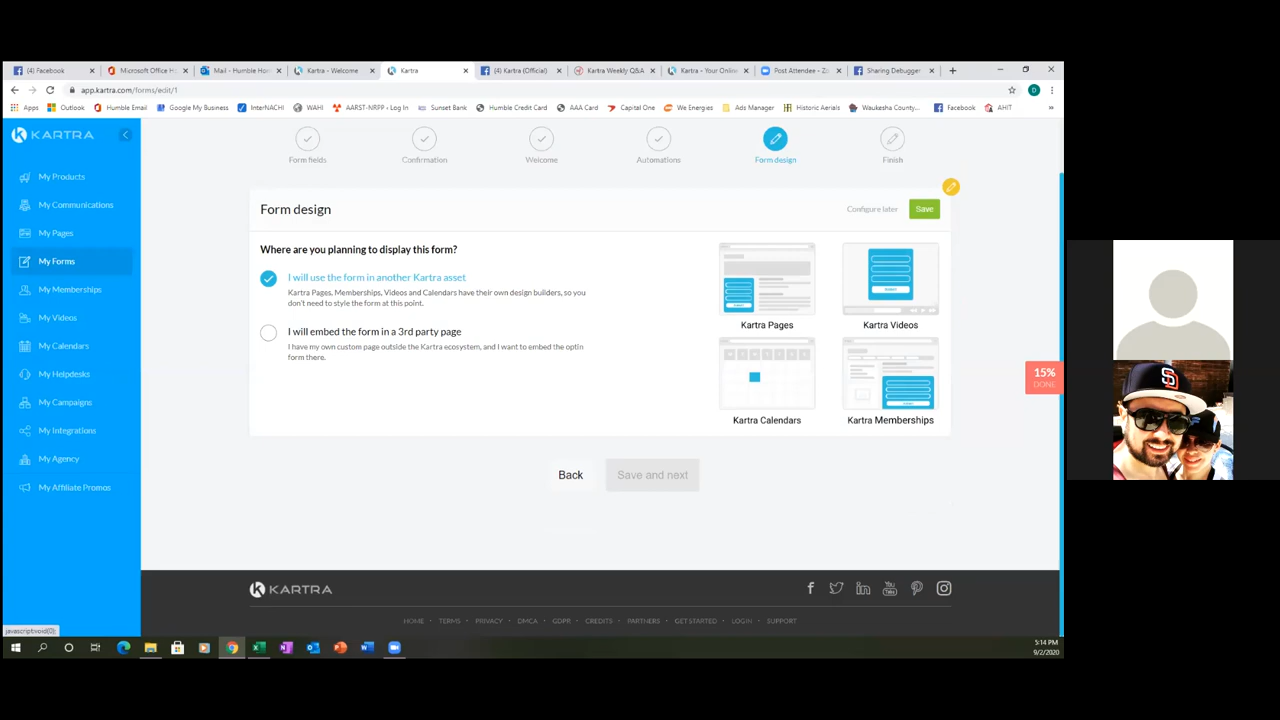 (4) Facebook
Microsoft Office H
Mail - Humble Ho
Kartra - Welcome
Kartra
(4) Kartra (Official)
Kartra Weekly Q&A
Kartra - Your Onlin
Post Attendee - Zo
Sharing Debugger
app.kartra.com/forms/edit/1
D
Apps
Outlook
Humble Email
Google My Business
InterNACHI
WAHI
AARST-NRPP • Log In
Sunset Bank
Humble Credit Card
AAA Card
Capital One
We Energies
Ads Manager
Historic Aerials
Waukesha County...
Facebook
AHIT
KARTRA
My Products
My Communications
My Pages
My Forms
My Memberships
My Videos
My Calendars
My Helpdesks
My Campaigns
My Integrations
My Agency
My Affiliate Promos
Form fields
Confirmation
Welcome
Automations
Form design
Finish
Form design
Configure later
Save
Where are you planning to display this form?
I will use the form in another Kartra asset
Kartra Pages, Memberships, Videos and Calendars have their own design builders, so you
don't need to style the form at this point.
I will embed the form in a 3rd party page
I have my own custom page outside the Kartra ecosystem, and I want to embed the optin
form there.
Kartra Pages
Kartra Videos
Kartra Calendars
Kartra Memberships
15%
DONE
Back
Save and next
KARTRA
HOME • TERMS • PRIVACY • DMCA • GDPR • CREDITS • PARTNERS • GET STARTED • LOGIN • SUPPORT
javascript:void(0);
5:14 PM
9/2/2020